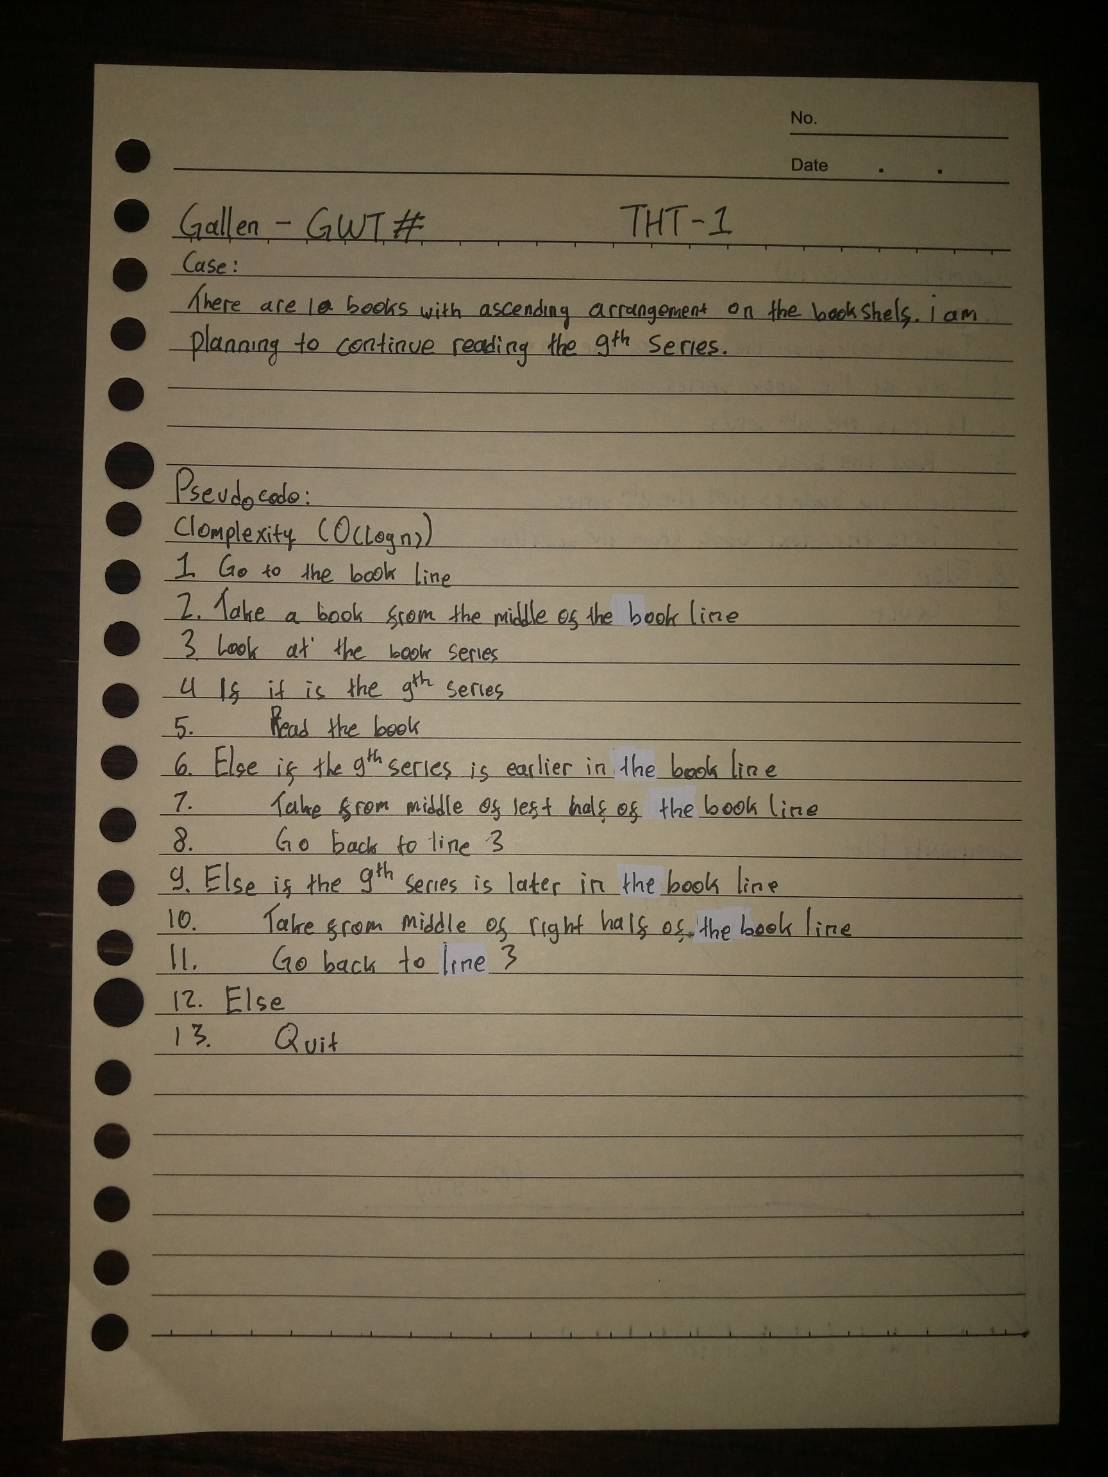 No.
Date . .
Gallen - GWT# THT-1
Case:
There are 10 books with ascending arrangement on the bookshelf. i am
planning to continue reading the 9th series.
Pseudocode:
Clomplexity (O(logn))
1. Go to the book line
2. Take a book from the middle of the book line
3 Look at the book series
4 If it is the 9th series
5. Read the book
6. Else if the 9th series is earlier in the book line
7. Take from middle of left half of the book line
8. Go back to line 3
9. Else if the 9th series is later in the book line
10. Take from middle of right half of the book line
11. Go back to line 3
12. Else
13. Quit